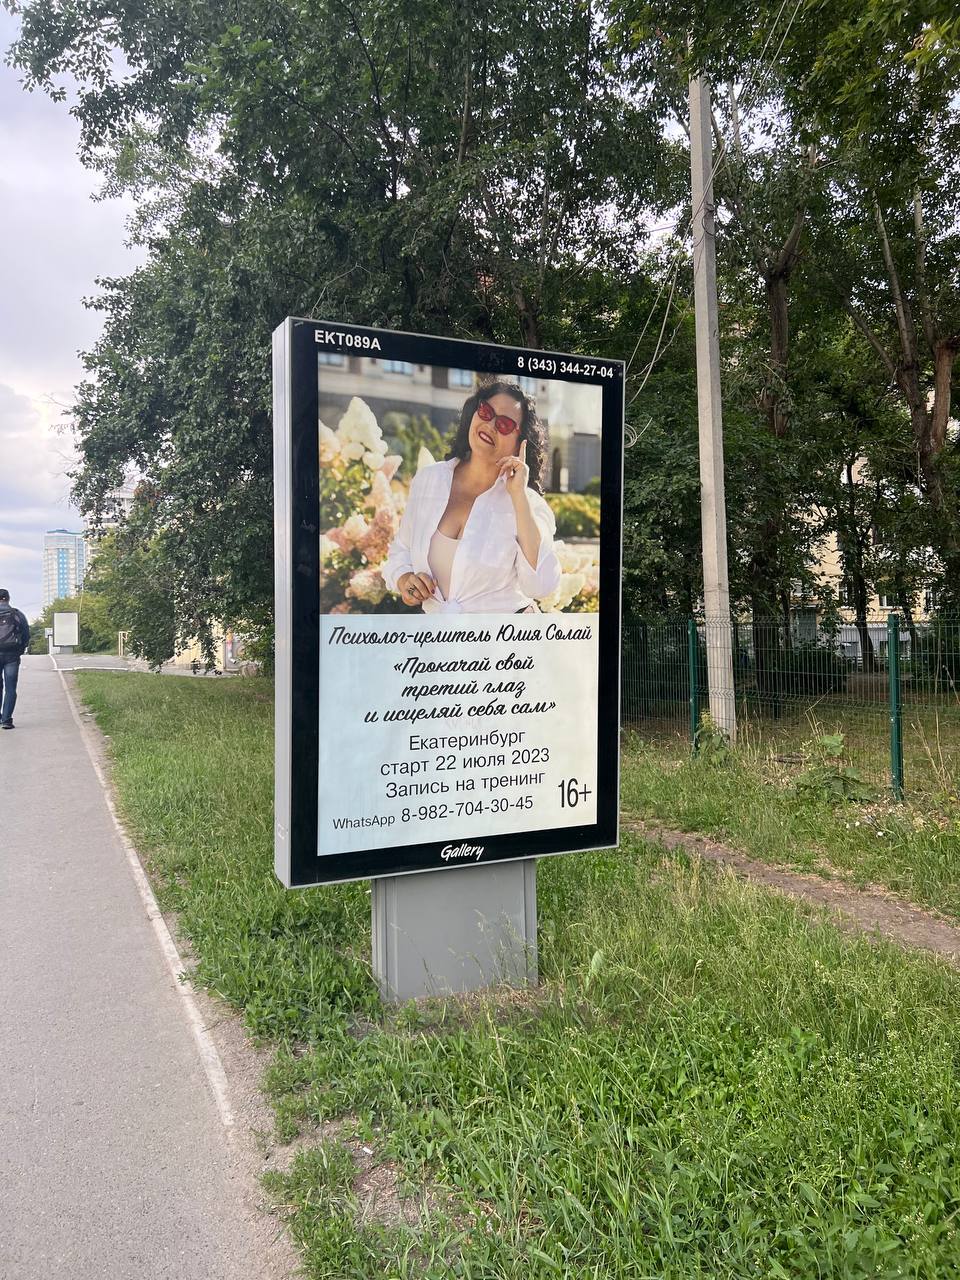 EKT089A
8 (343) 344-27-04
Психолог-целитель Юлия Солай
«Прокачай свой
третий глаз
и исцеляй себя сам»
Екатеринбург
старт 22 июля 2023
Запись на тренинг
16+
WhatsApp 8-982-704-30-45
Gallery